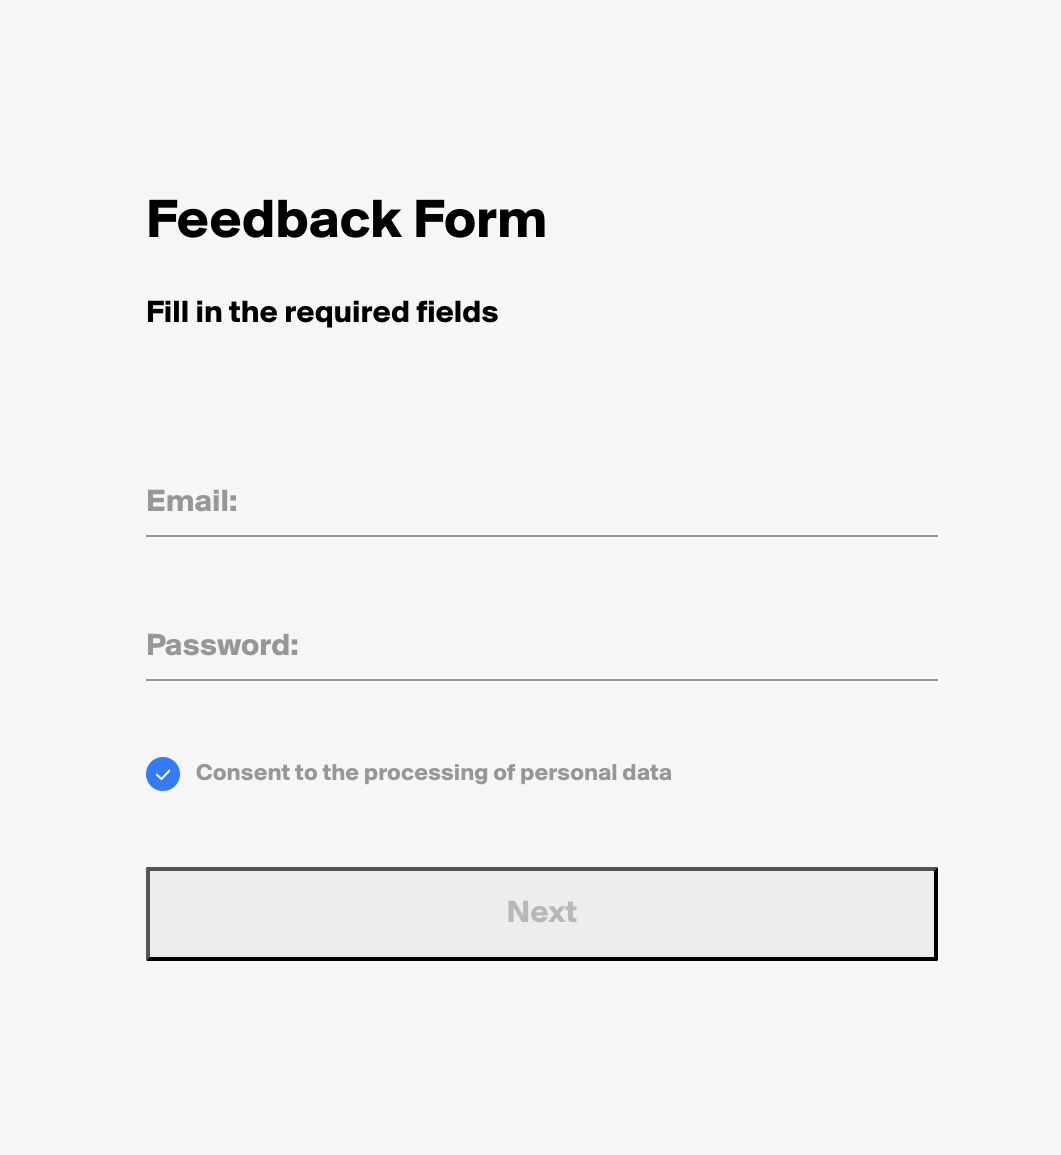 Feedback Form
Fill in the required fields
Email:
Password:
Consent to the processing of personal data
Next